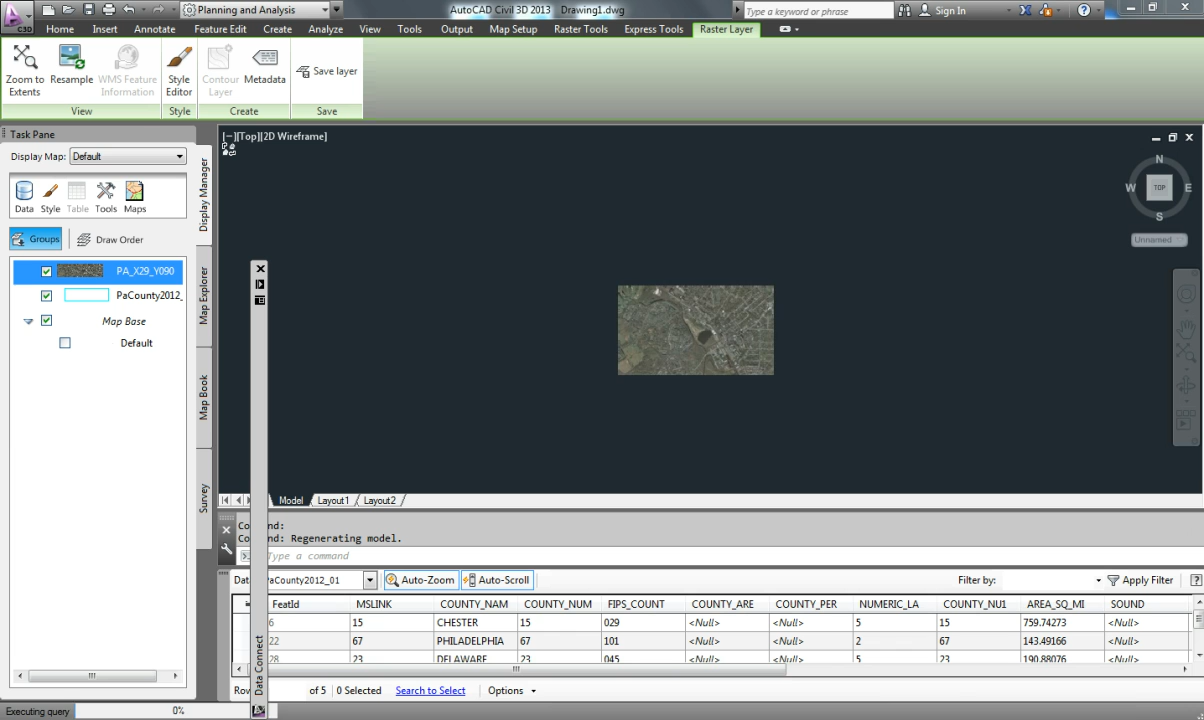 Planning and Analysis
AutoCAD Civil 3D 2013 Drawing1.dwg
Type a keyword or phrase
Sign In
C3D
Home Insert Annotate Feature Edit Create Analyze View Tools Output Map Setup Raster Tools Express Tools Raster Layer
Zoom to Extents
Resample
WMS Feature Information
Style Editor
Contour Layer
Metadata
Save layer
View Style Create Save
Task Pane
Display Map: Default
Data Style Table Tools Maps
Groups Draw Order
PA_X29_Y090
PaCounty2012_
Map Base
Default
Display Manager
Map Explorer
Map Book
Survey
[−][Top][2D Wireframe]
N
W TOP E
S
Unnamed
Model Layout1 Layout2
Command: Regenerating model.
Type a command
PaCounty2012_01 Auto-Zoom Auto-Scroll Filter by: Apply Filter
FeatId MSLINK COUNTY_NAM COUNTY_NUM FIPS_COUNT COUNTY_ARE COUNTY_PER NUMERIC_LA COUNTY_NU1 AREA_SQ_MI SOUND
6 15 CHESTER 15 029 <Null> <Null> 5 15 759.74273 <Null>
22 67 PHILADELPHIA 67 101 <Null> <Null> 2 67 143.49166 <Null>
28 23 DELAWARE 23 045 <Null> <Null> 5 23 190.88076 <Null>
Data Connect
of 5 0 Selected Search to Select Options
Executing query 0%